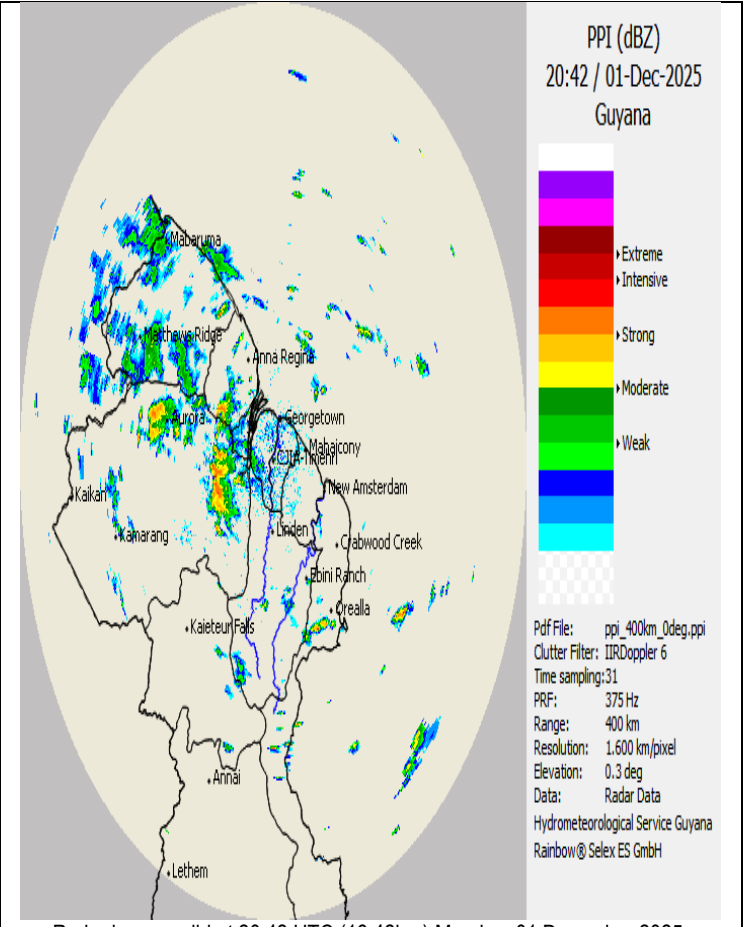 PPI (dBZ)
20:42 / 01-Dec-2025
Guyana
Extreme
Intensive
Strong
Moderate
Weak
Mabaruma
Matthews Ridge
Anna Regina
Aurora
Georgetown
Mahaicony
CJIA-Timehri
New Amsterdam
Kaikan
Kamarang
Linden
Crabwood Creek
Ebini Ranch
Orealla
Kaieteur Falls
Annai
Lethem
Pdf File: ppi_400km_0deg.ppi
Clutter Filter: IIRDoppler 6
Time sampling:31
PRF: 375 Hz
Range: 400 km
Resolution: 1.600 km/pixel
Elevation: 0.3 deg
Data: Radar Data
Hydrometeorological Service Guyana
Rainbow® Selex ES GmbH